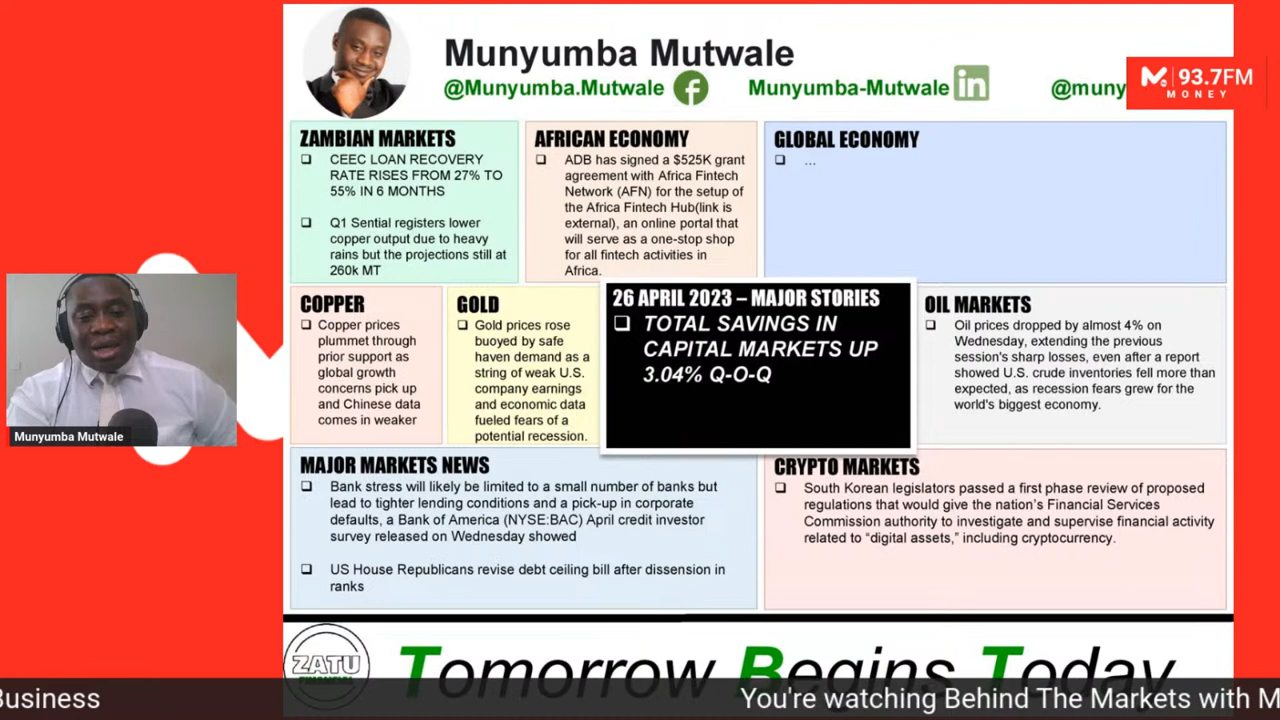 Munyumba Mutwale
@Munyumba.Mutwale
Munyumba-Mutwale in
@muny
93.7FM
MONEY
ZAMBIAN MARKETS
CEEC LOAN RECOVERY
RATE RISES FROM 27% TO
55% IN 6 MONTHS
Q1 Sential registers lower
copper output due to heavy
rains but the projections still at
260k MT
AFRICAN ECONOMY
ADB has signed a $525K grant
agreement with Africa Fintech
Network (AFN) for the setup of
the Africa Fintech Hub(link is
external), an online portal that
will serve as a one-stop shop
for all fintech activities in
Africa.
GLOBAL ECONOMY
...
COPPER
Copper prices
plummet through
prior support as
global growth
concerns pick up
and Chinese data
comes in weaker
GOLD
Gold prices rose
buoyed by safe
haven demand as a
string of weak U.S.
company earnings
and economic data
fueled fears of a
potential recession.
26 APRIL 2023 – MAJOR STORIES
TOTAL SAVINGS IN
CAPITAL MARKETS UP
3.04% Q-O-Q
OIL MARKETS
Oil prices dropped by almost 4% on
Wednesday, extending the previous
session's sharp losses, even after a report
showed U.S. crude inventories fell more than
expected, as recession fears grew for the
world's biggest economy.
Munyumba Mutwale
MAJOR MARKETS NEWS
Bank stress will likely be limited to a small number of banks but
lead to tighter lending conditions and a pick-up in corporate
defaults, a Bank of America (NYSE:BAC) April credit investor
survey released on Wednesday showed
US House Republicans revise debt ceiling bill after dissension in
ranks
CRYPTO MARKETS
South Korean legislators passed a first phase review of proposed
regulations that would give the nation's Financial Services
Commission authority to investigate and supervise financial activity
related to “digital assets,” including cryptocurrency.
ZATU
FINANCIAL
Tomorrow Begins Today
Business
You're watching Behind The Markets with M